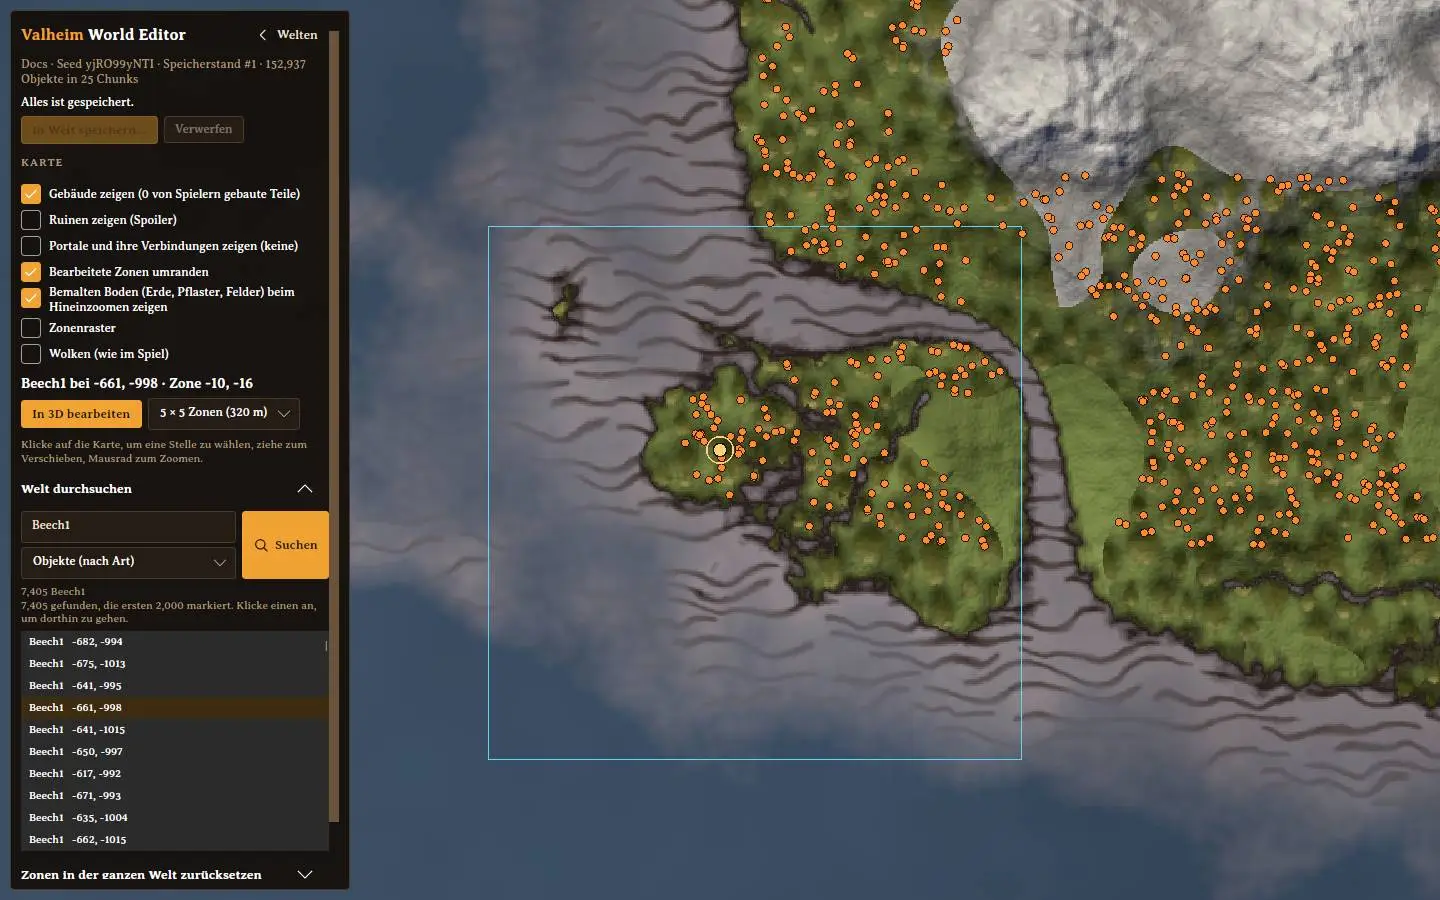 Valheim World Editor
Welten
Docs · Seed yjRO99yNTI · Speicherstand #1 · 152,937
Objekte in 25 Chunks
Alles ist gespeichert.
In Welt speichern…
Verwerfen
KARTE
Gebäude zeigen (0 von Spielern gebaute Teile)
Ruinen zeigen (Spoiler)
Portale und ihre Verbindungen zeigen (keine)
Bearbeitete Zonen umranden
Bemalten Boden (Erde, Pflaster, Felder) beim
Hineinzoomen zeigen
Zonenraster
Wolken (wie im Spiel)
Beech1 bei -661, -998 · Zone -10, -16
In 3D bearbeiten
5 × 5 Zonen (320 m)
Klicke auf die Karte, um eine Stelle zu wählen, ziehe zum
Verschieben, Mausrad zum Zoomen.
Welt durchsuchen
Beech1
Objekte (nach Art)
Suchen
7,405 Beech1
7,405 gefunden, die ersten 2,000 markiert. Klicke einen an,
um dorthin zu gehen.
Beech1 -682, -994
Beech1 -675, -1013
Beech1 -641, -995
Beech1 -661, -998
Beech1 -641, -1015
Beech1 -650, -997
Beech1 -617, -992
Beech1 -671, -993
Beech1 -635, -1004
Beech1 -662, -1015
Zonen in der ganzen Welt zurücksetzen